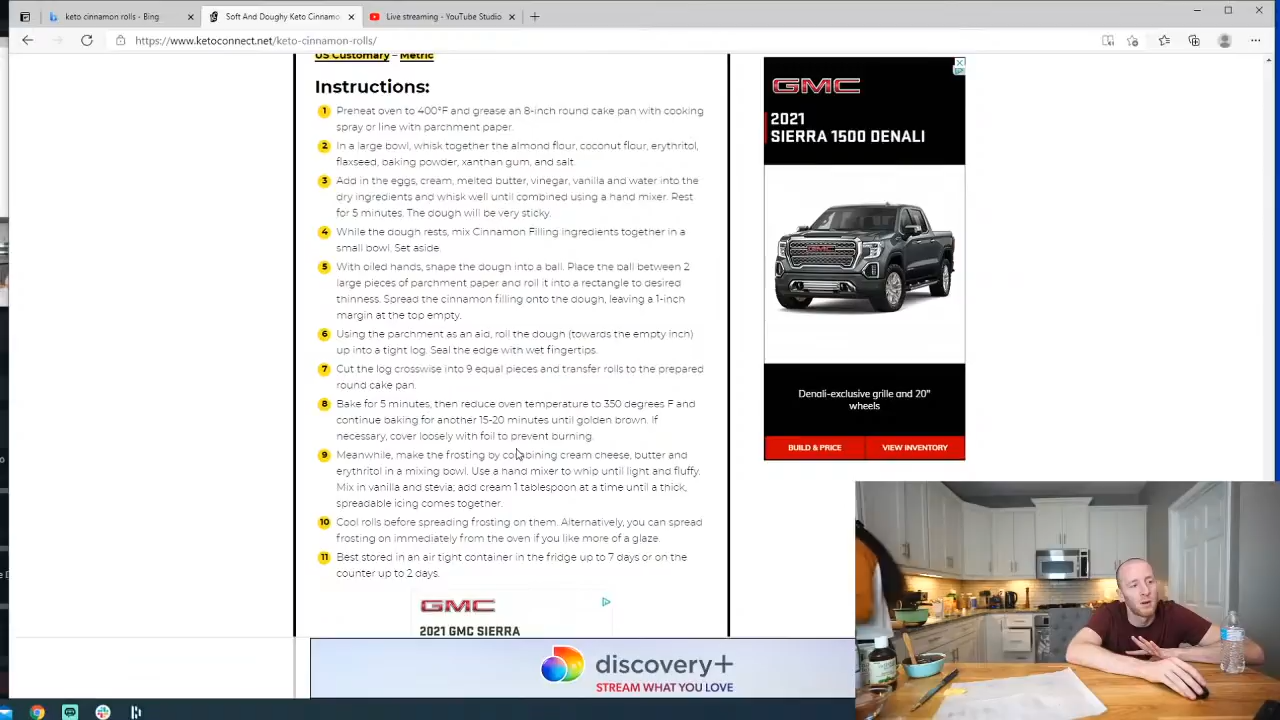 keto cinnamon rolls - Bing
Soft And Doughy Keto Cinnamo
Live streaming - YouTube Studio
https://www.ketoconnect.net/keto-cinnamon-rolls/
US Customary – Metric
Instructions:
1 Preheat oven to 400°F and grease an 8-inch round cake pan with cooking
spray or line with parchment paper.
2 In a large bowl, whisk together the almond flour, coconut flour, erythritol,
flaxseed, baking powder, xanthan gum, and salt.
3 Add in the eggs, cream, melted butter, vinegar, vanilla and water into the
dry ingredients and whisk well until combined using a hand mixer. Rest
for 5 minutes. The dough will be very sticky.
4 While the dough rests, mix Cinnamon Filling ingredients together in a
small bowl. Set aside.
5 With oiled hands, shape the dough into a ball. Place the ball between 2
large pieces of parchment paper and roll it into a rectangle to desired
thinness. Spread the cinnamon filling onto the dough, leaving a 1-inch
margin at the top empty.
6 Using the parchment as an aid, roll the dough (towards the empty inch)
up into a tight log. Seal the edge with wet fingertips.
7 Cut the log crosswise into 9 equal pieces and transfer rolls to the prepared
round cake pan.
8 Bake for 5 minutes, then reduce oven temperature to 350 degrees F and
continue baking for another 15-20 minutes until golden brown. If
necessary, cover loosely with foil to prevent burning.
9 Meanwhile, make the frosting by combining cream cheese, butter and
erythritol in a mixing bowl. Use a hand mixer to whip until light and fluffy.
Mix in vanilla and stevia, add cream 1 tablespoon at a time until a thick,
spreadable icing comes together.
10 Cool rolls before spreading frosting on them. Alternatively, you can spread
frosting on immediately from the oven if you like more of a glaze.
11 Best stored in an air tight container in the fridge up to 7 days or on the
counter up to 2 days.
GMC
2021 GMC SIERRA
GMC
2021
SIERRA 1500 DENALI
Denali-exclusive grille and 20"
wheels
BUILD & PRICE
VIEW INVENTORY
discovery+
STREAM WHAT YOU LOVE